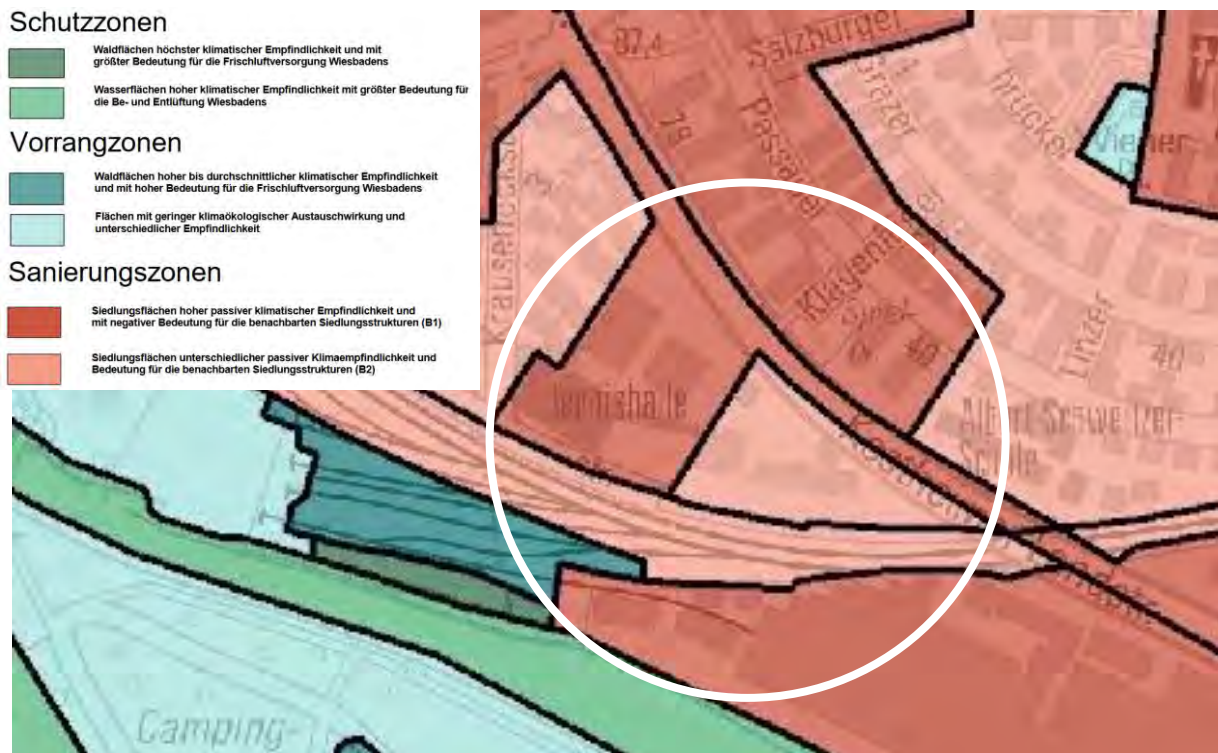 Schutzzonen
Waldflächen höchster klimatischer Empfindlichkeit und mit
größter Bedeutung für die Frischluftversorgung Wiesbadens
Wasserflächen hoher klimatischer Empfindlichkeit mit größter Bedeutung für
die Be- und Entlüftung Wiesbadens
Vorrangzonen
Waldflächen hoher bis durchschnittlicher klimatischer Empfindlichkeit
und mit hoher Bedeutung für die Frischluftversorgung Wiesbadens
Flächen mit geringer klimaökologischer Austauschwirkung und
unterschiedlicher Empfindlichkeit
Sanierungszonen
Siedlungsflächen hoher passiver klimatischer Empfindlichkeit und
mit negativer Bedeutung für die benachbarten Siedlungsstrukturen (B1)
Siedlungsflächen unterschiedlicher passiver Klimaempfindlichkeit und
Bedeutung für die benachbarten Siedlungsstrukturen (B2)
87,4
Salzburger
Passauer
Linzer
40
40
Tennishalle
Albert-Schweitzer-
Schule
Camping-